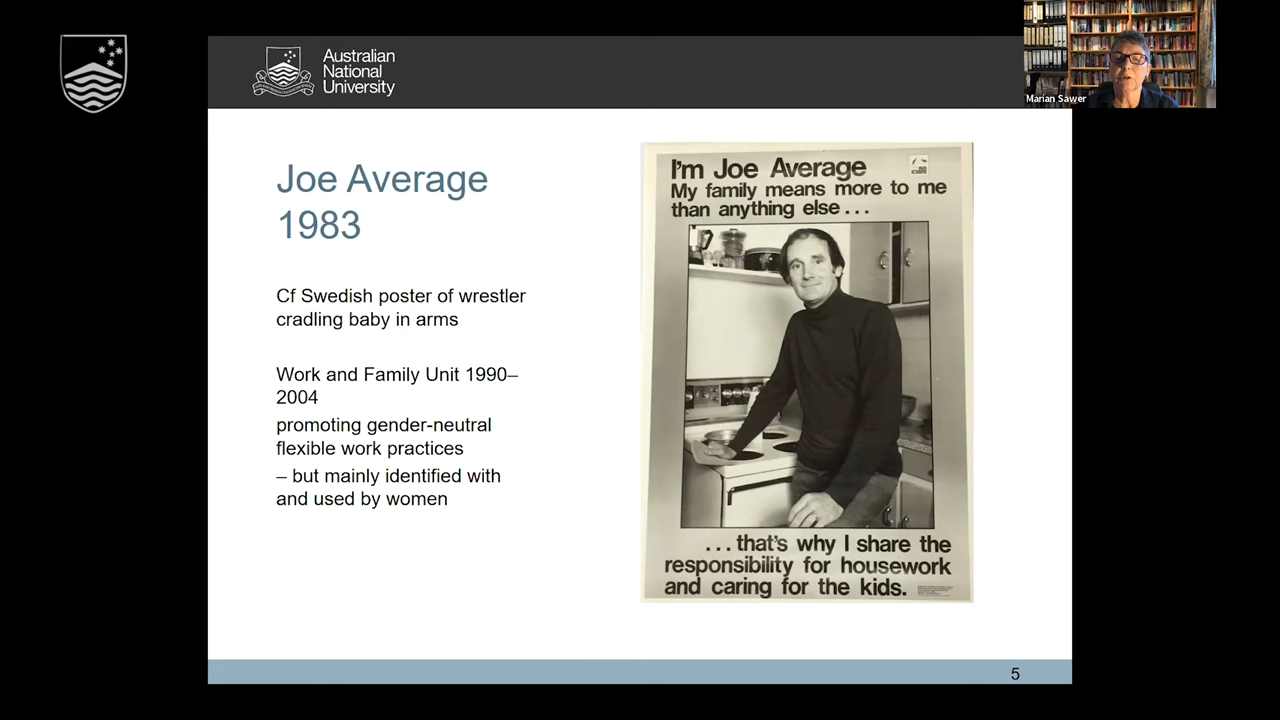 Australian
National
University
Marian Sawer
Joe Average
1983
Cf Swedish poster of wrestler
cradling baby in arms
Work and Family Unit 1990–
2004
promoting gender-neutral
flexible work practices
– but mainly identified with
and used by women
I'm Joe Average
My family means more to me
than anything else...
...that's why I share the
responsibility for housework
and caring for the kids.
5